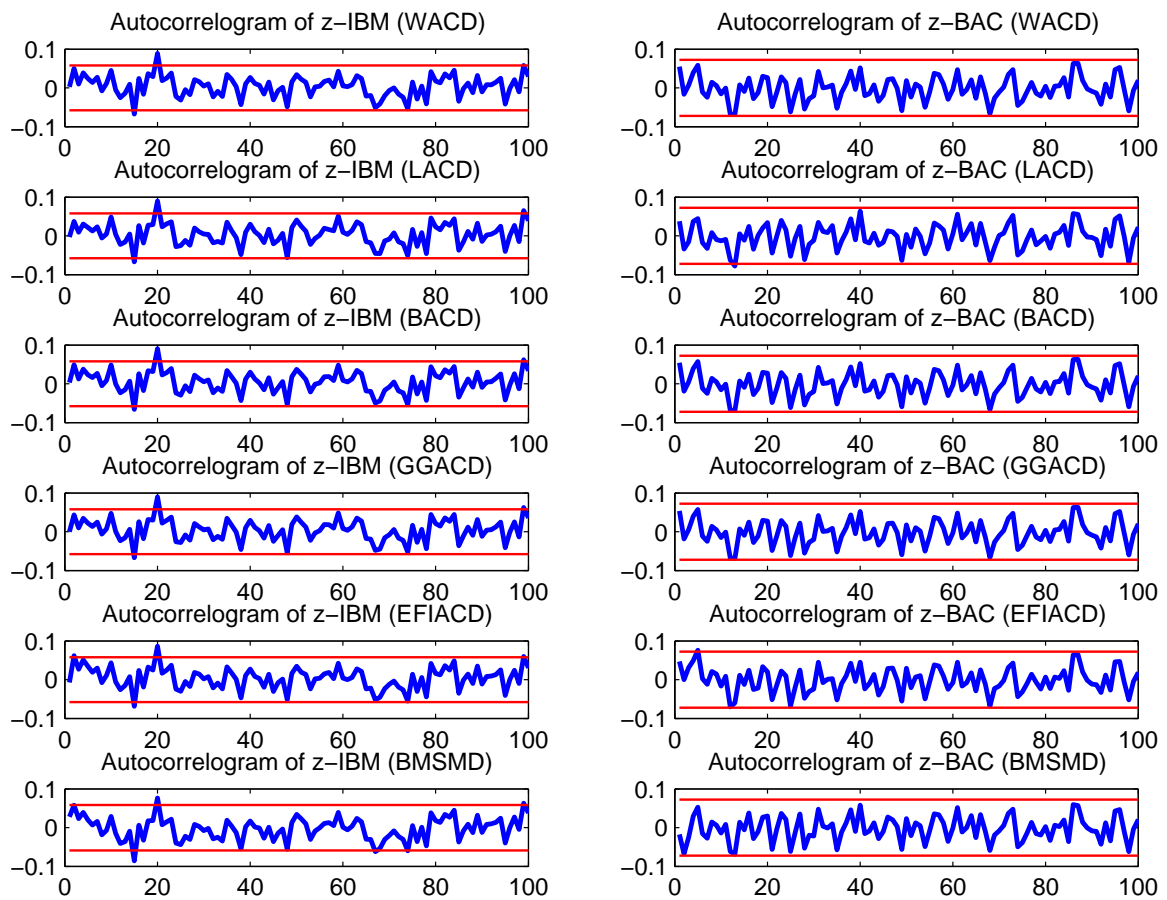 Autocorrelogram of z−IBM (WACD)
0.1
0
−0.1
0 20 40 60 80 100
Autocorrelogram of z−BAC (WACD)
0.1
0
−0.1
0 20 40 60 80 100
Autocorrelogram of z−IBM (LACD)
0.1
0
−0.1
0 20 40 60 80 100
Autocorrelogram of z−BAC (LACD)
0.1
0
−0.1
0 20 40 60 80 100
Autocorrelogram of z−IBM (BACD)
0.1
0
−0.1
0 20 40 60 80 100
Autocorrelogram of z−BAC (BACD)
0.1
0
−0.1
0 20 40 60 80 100
Autocorrelogram of z−IBM (GGACD)
0.1
0
−0.1
0 20 40 60 80 100
Autocorrelogram of z−BAC (GGACD)
0.1
0
−0.1
0 20 40 60 80 100
Autocorrelogram of z−IBM (EFIACD)
0.1
0
−0.1
0 20 40 60 80 100
Autocorrelogram of z−BAC (EFIACD)
0.1
0
−0.1
0 20 40 60 80 100
Autocorrelogram of z−IBM (BMSMD)
0.1
0
−0.1
0 20 40 60 80 100
Autocorrelogram of z−BAC (BMSMD)
0.1
0
−0.1
0 20 40 60 80 100